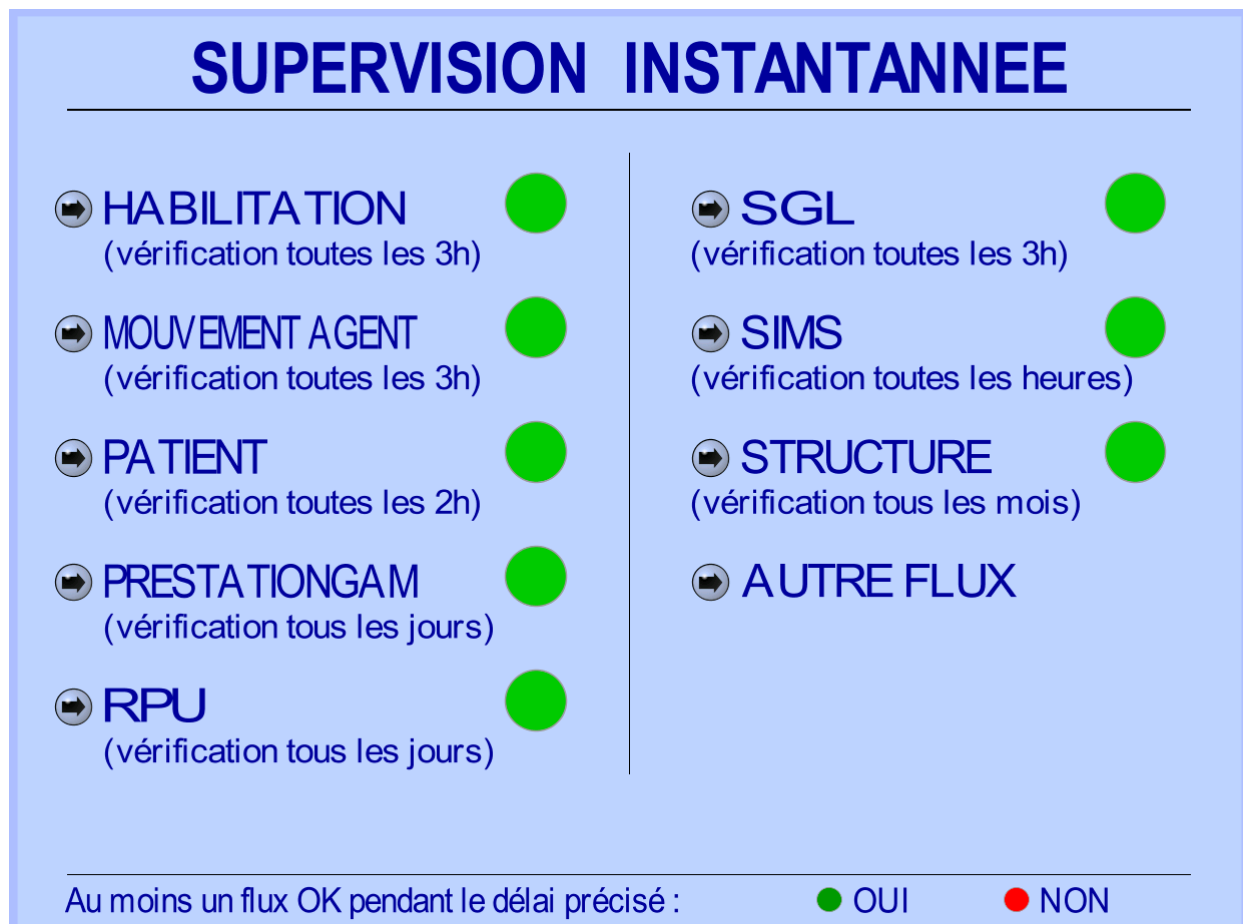 SUPERVISION INSTANTANNEE
HABILITATION
(vérification toutes les 3h)
MOUVEMENT AGENT
(vérification toutes les 3h)
PATIENT
(vérification toutes les 2h)
PRESTATIONGAM
(vérification tous les jours)
RPU
(vérification tous les jours)
SGL
(vérification toutes les 3h)
SIMS
(vérification toutes les heures)
STRUCTURE
(vérification tous les mois)
AUTRE FLUX
Au moins un flux OK pendant le délai précisé : OUI NON